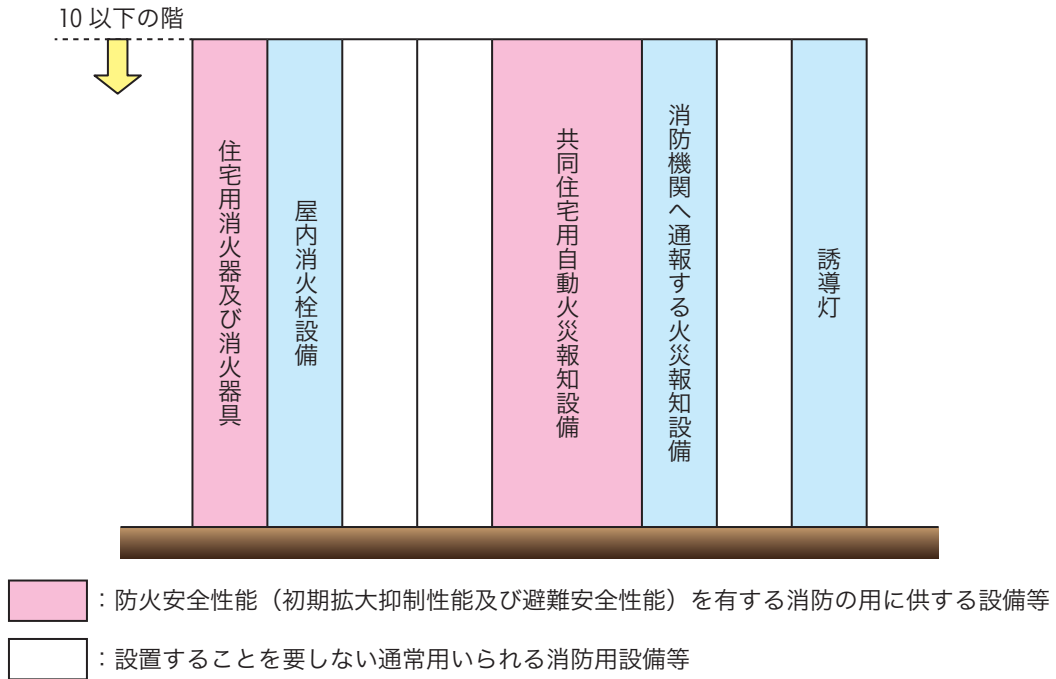 10 以下の階
住宅用消火器及び消火器具
屋内消火栓設備
共同住宅用自動火災報知設備
消防機関へ通報する火災報知設備
誘導灯
：防火安全性能（初期拡大抑制性能及び避難安全性能）を有する消防の用に供する設備等
：設置することを要しない通常用いられる消防用設備等